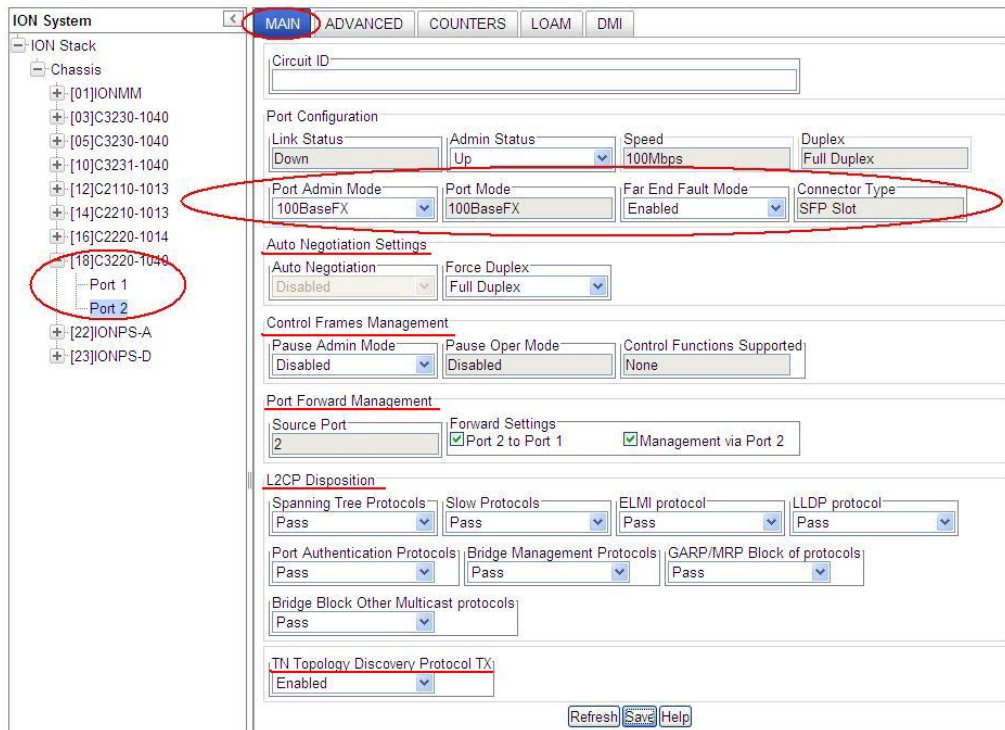 ION System
<
ION Stack
Chassis
[01]IONMM
[03]C3230-1040
[05]C3230-1040
[10]C3231-1040
[12]C2110-1013
[14]C2210-1013
[16]C2220-1014
[18]C3220-1040
Port 1
Port 2
[22]IONPS-A
[23]IONPS-D
MAIN ADVANCED COUNTERS LOAM DMI
Circuit ID
Port Configuration
Link Status Admin Status Speed Duplex
Down Up 100Mbps Full Duplex
Port Admin Mode Port Mode Far End Fault Mode Connector Type
100BaseFX 100BaseFX Enabled SFP Slot
Auto Negotiation Settings
Auto Negotiation Force Duplex
Disabled Full Duplex
Control Frames Management
Pause Admin Mode Pause Oper Mode Control Functions Supported
Disabled Disabled None
Port Forward Management
Source Port Forward Settings
2 Port 2 to Port 1 Management via Port 2
L2CP Disposition
Spanning Tree Protocols Slow Protocols ELMI protocol LLDP protocol
Pass Pass Pass Pass
Port Authentication Protocols Bridge Management Protocols GARP/MRP Block of protocols
Pass Pass Pass
Bridge Block Other Multicast protocols
Pass
TN Topology Discovery Protocol TX
Enabled
Refresh Save Help